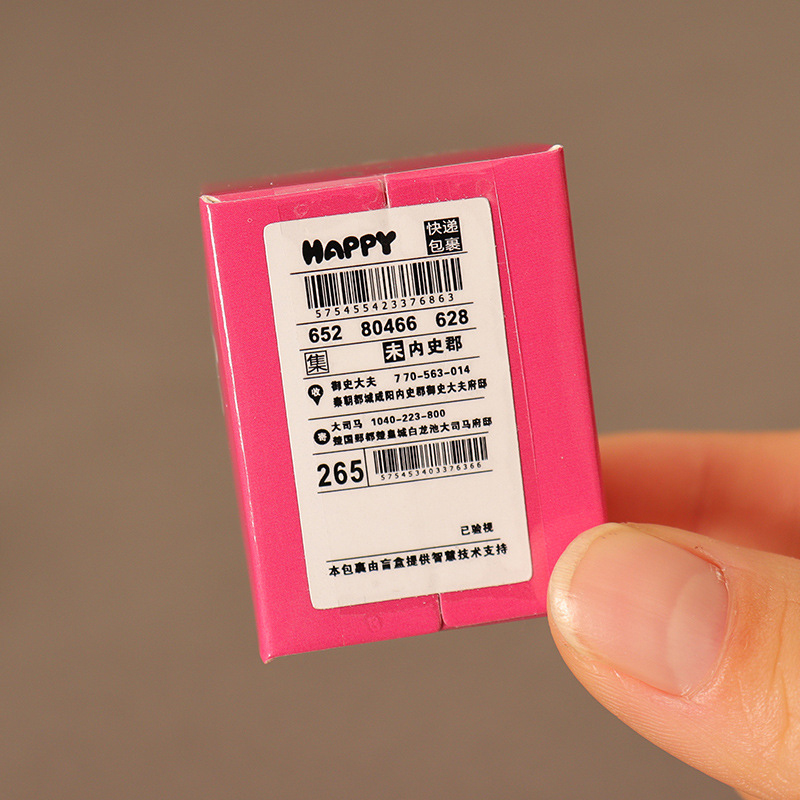 HAPPY 快递
包裹
575455423376863
652 80466 628
集 未 内史郡
收 御史大夫 770-563-014
秦朝都城咸阳内史郡御史大夫府邸
寄 大司马 1040-223-800
楚国郢都楚皇城白龙池大司马府邸
265 575453403376366
已验视
本包裹由盲盒提供智慧技术支持